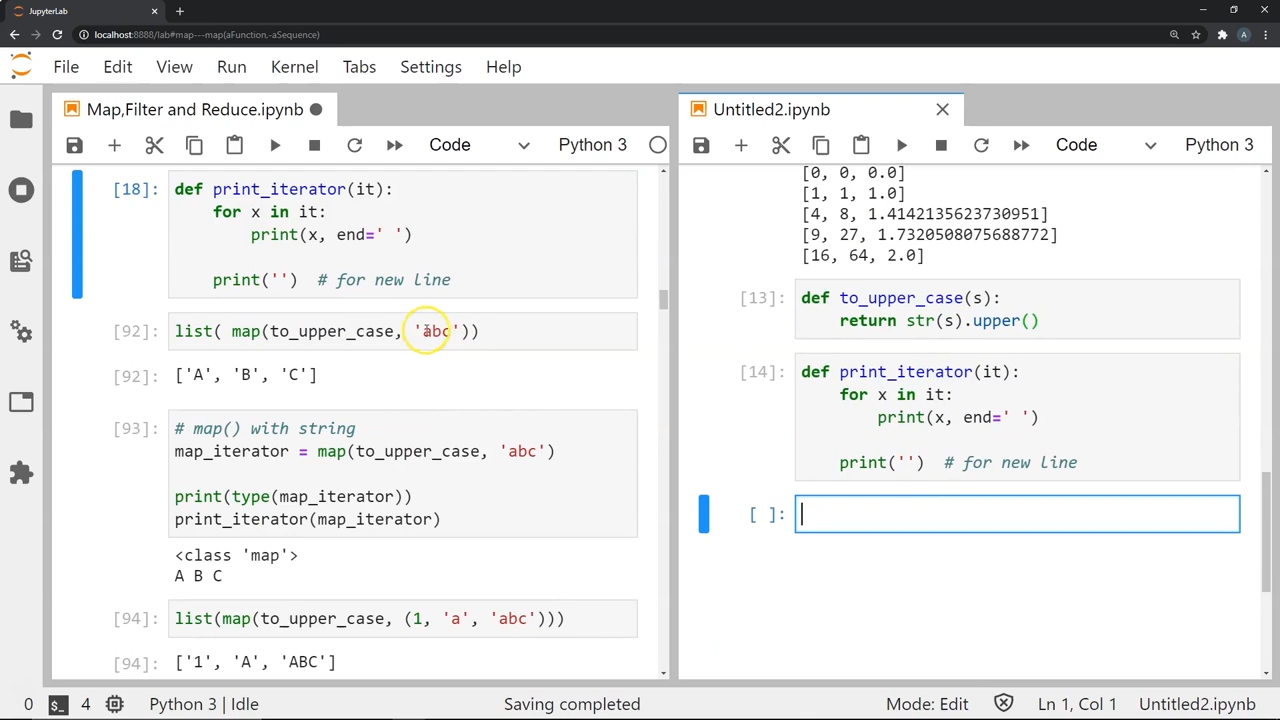 JupyterLab
localhost:8888/lab#map---map(aFunction,-aSequence)
A
File Edit View Run Kernel Tabs Settings Help
Map,Filter and Reduce.ipynb
Code
Python 3
[18]:
def print_iterator(it):
    for x in it:
        print(x, end=' ')
    print('')  # for new line
[92]:
list( map(to_upper_case, 'abc'))
[92]:
['A', 'B', 'C']
[93]:
# map() with string
map_iterator = map(to_upper_case, 'abc')
print(type(map_iterator))
print_iterator(map_iterator)
<class 'map'>
A B C
[94]:
list(map(to_upper_case, (1, 'a', 'abc')))
[94]:
['1', 'A', 'ABC']
Untitled2.ipynb
Code
Python 3
[0, 0, 0.0]
[1, 1, 1.0]
[4, 8, 1.4142135623730951]
[9, 27, 1.7320508075688772]
[16, 64, 2.0]
[13]:
def to_upper_case(s):
    return str(s).upper()
[14]:
def print_iterator(it):
    for x in it:
        print(x, end=' ')
    print('')  # for new line
[ ]:
0 $_ 4 Python 3 | Idle Saving completed Mode: Edit Ln 1, Col 1 Untitled2.ipynb